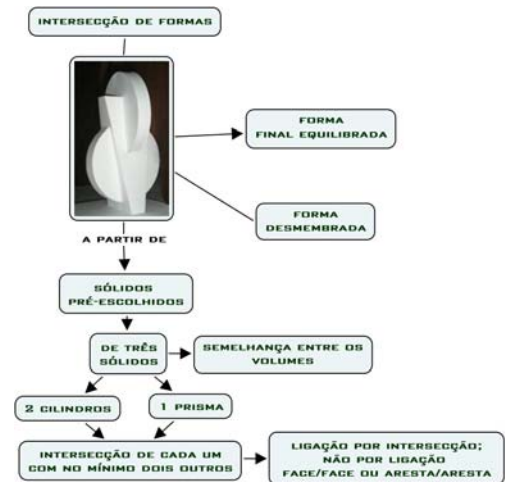 INTERSECÇÃO DE FORMAS
FORMA
FINAL EQUILIBRADA
FORMA
DESMEMBRADA
A PARTIR DE
SÓLIDOS
PRÉ-ESCOLHIDOS
DE TRÊS
SÓLIDOS
SEMELHANÇA ENTRE OS
VOLUMES
2 CILINDROS
1 PRISMA
INTERSECÇÃO DE CADA UM
COM NO MÍNIMO DOIS OUTROS
LIGAÇÃO POR INTERSECÇÃO;
NÃO POR LIGAÇÃO
FACE/FACE OU ARESTA/ARESTA